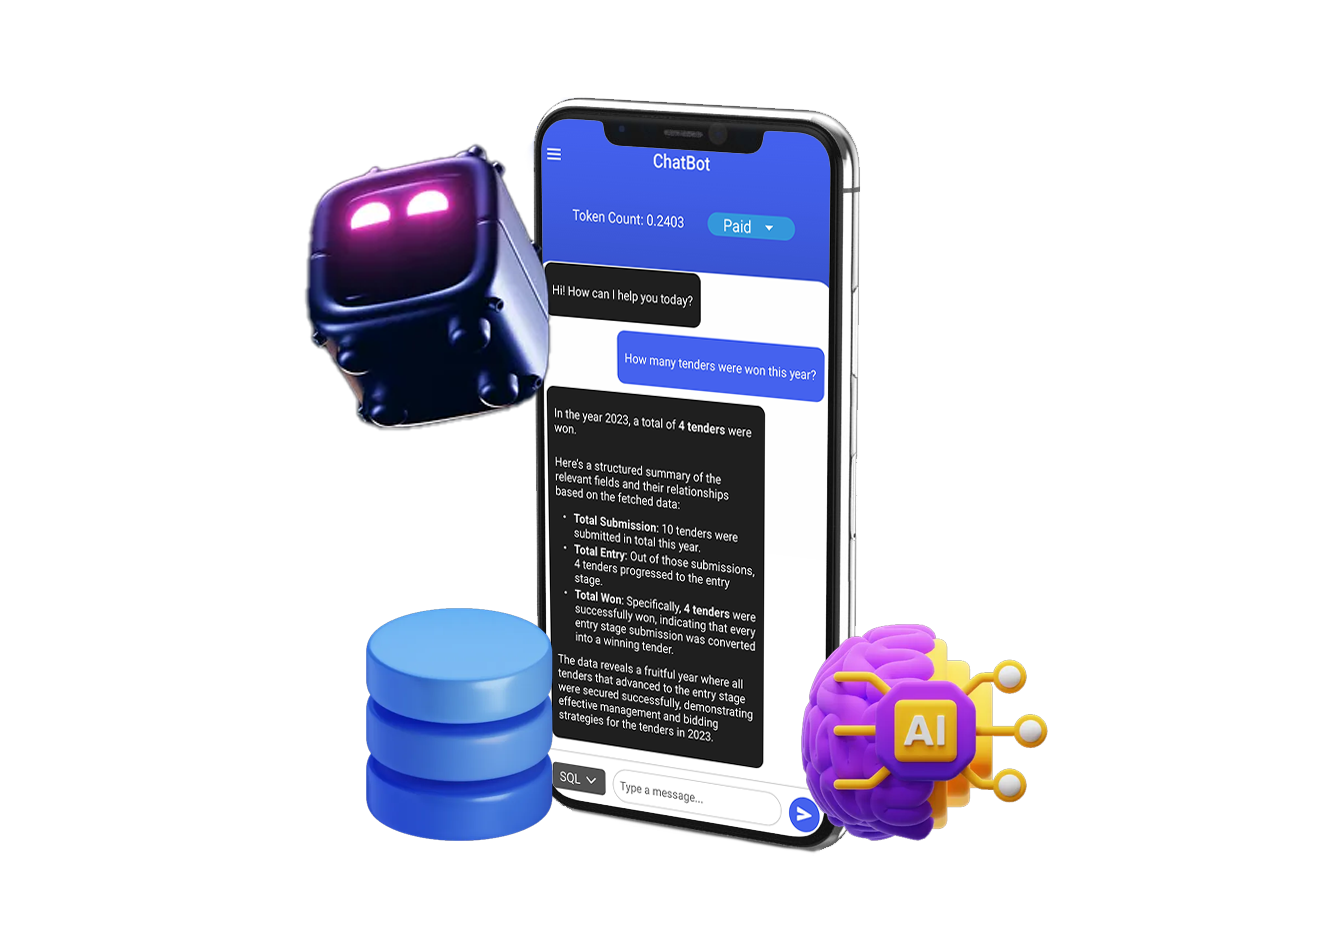 ChatBot
Token Count: 0.2403
Paid
Hi! How can I help you today?
How many tenders were won this year?
In the year 2023, a total of 4 tenders were
won.
Here's a structured summary of the
relevant fields and their relationships
based on the fetched data:
• Total Submission: 10 tenders were
submitted in total this year.
• Total Entry: Out of those submissions,
4 tenders progressed to the entry
stage.
• Total Won: Specifically, 4 tenders were
successfully won, indicating that every
entry stage submission was converted
into a winning tender.
The data reveals a fruitful year where all
tenders that advanced to the entry stage
were secured successfully, demonstrating
effective management and bidding
strategies for the tenders in 2023.
SQL
Type a message...
AI